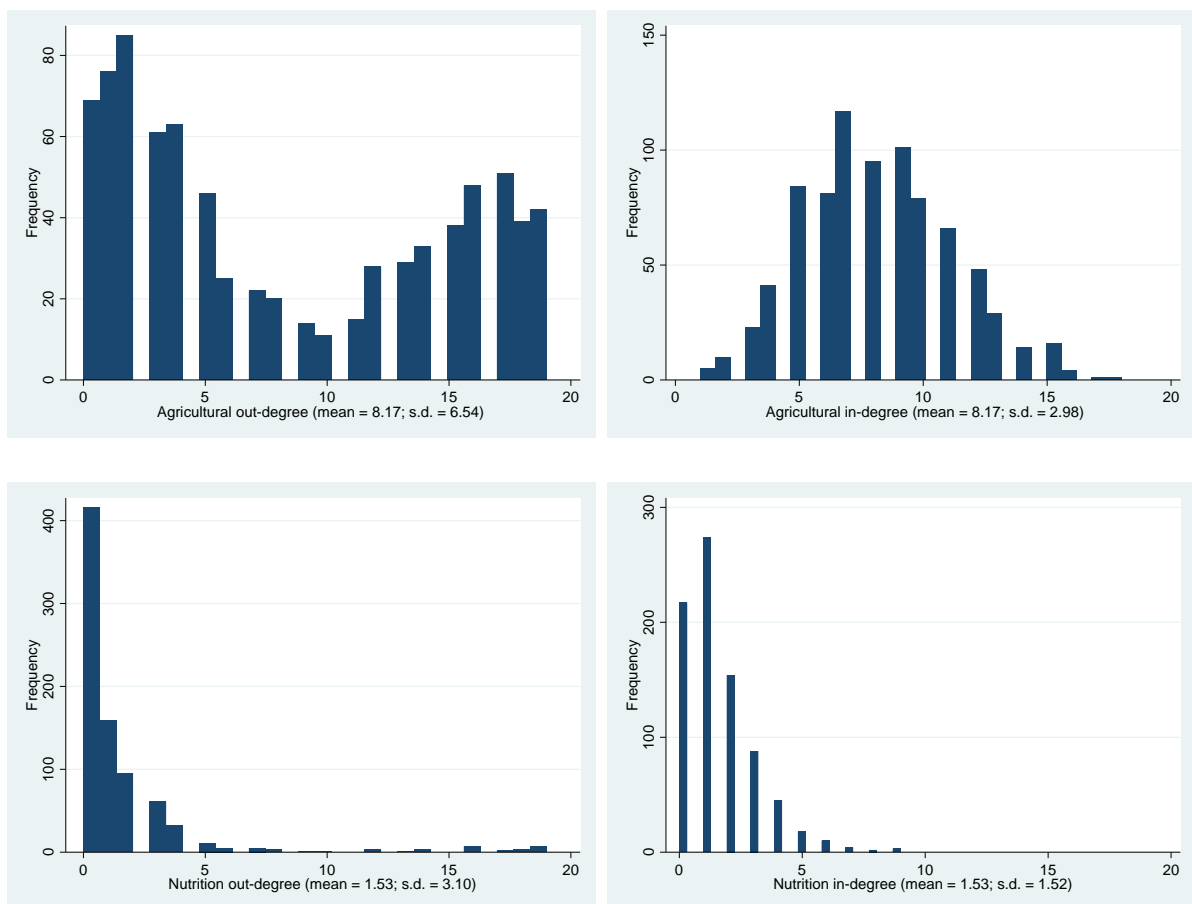 Frequency
0 20 40 60 80
0 5 10 15 20
Agricultural out-degree (mean = 8.17; s.d. = 6.54)
Frequency
0 50 100 150
0 5 10 15 20
Agricultural in-degree (mean = 8.17; s.d. = 2.98)
Frequency
0 100 200 300 400
0 5 10 15 20
Nutrition out-degree (mean = 1.53; s.d. = 3.10)
Frequency
0 100 200 300
0 5 10 15 20
Nutrition in-degree (mean = 1.53; s.d. = 1.52)